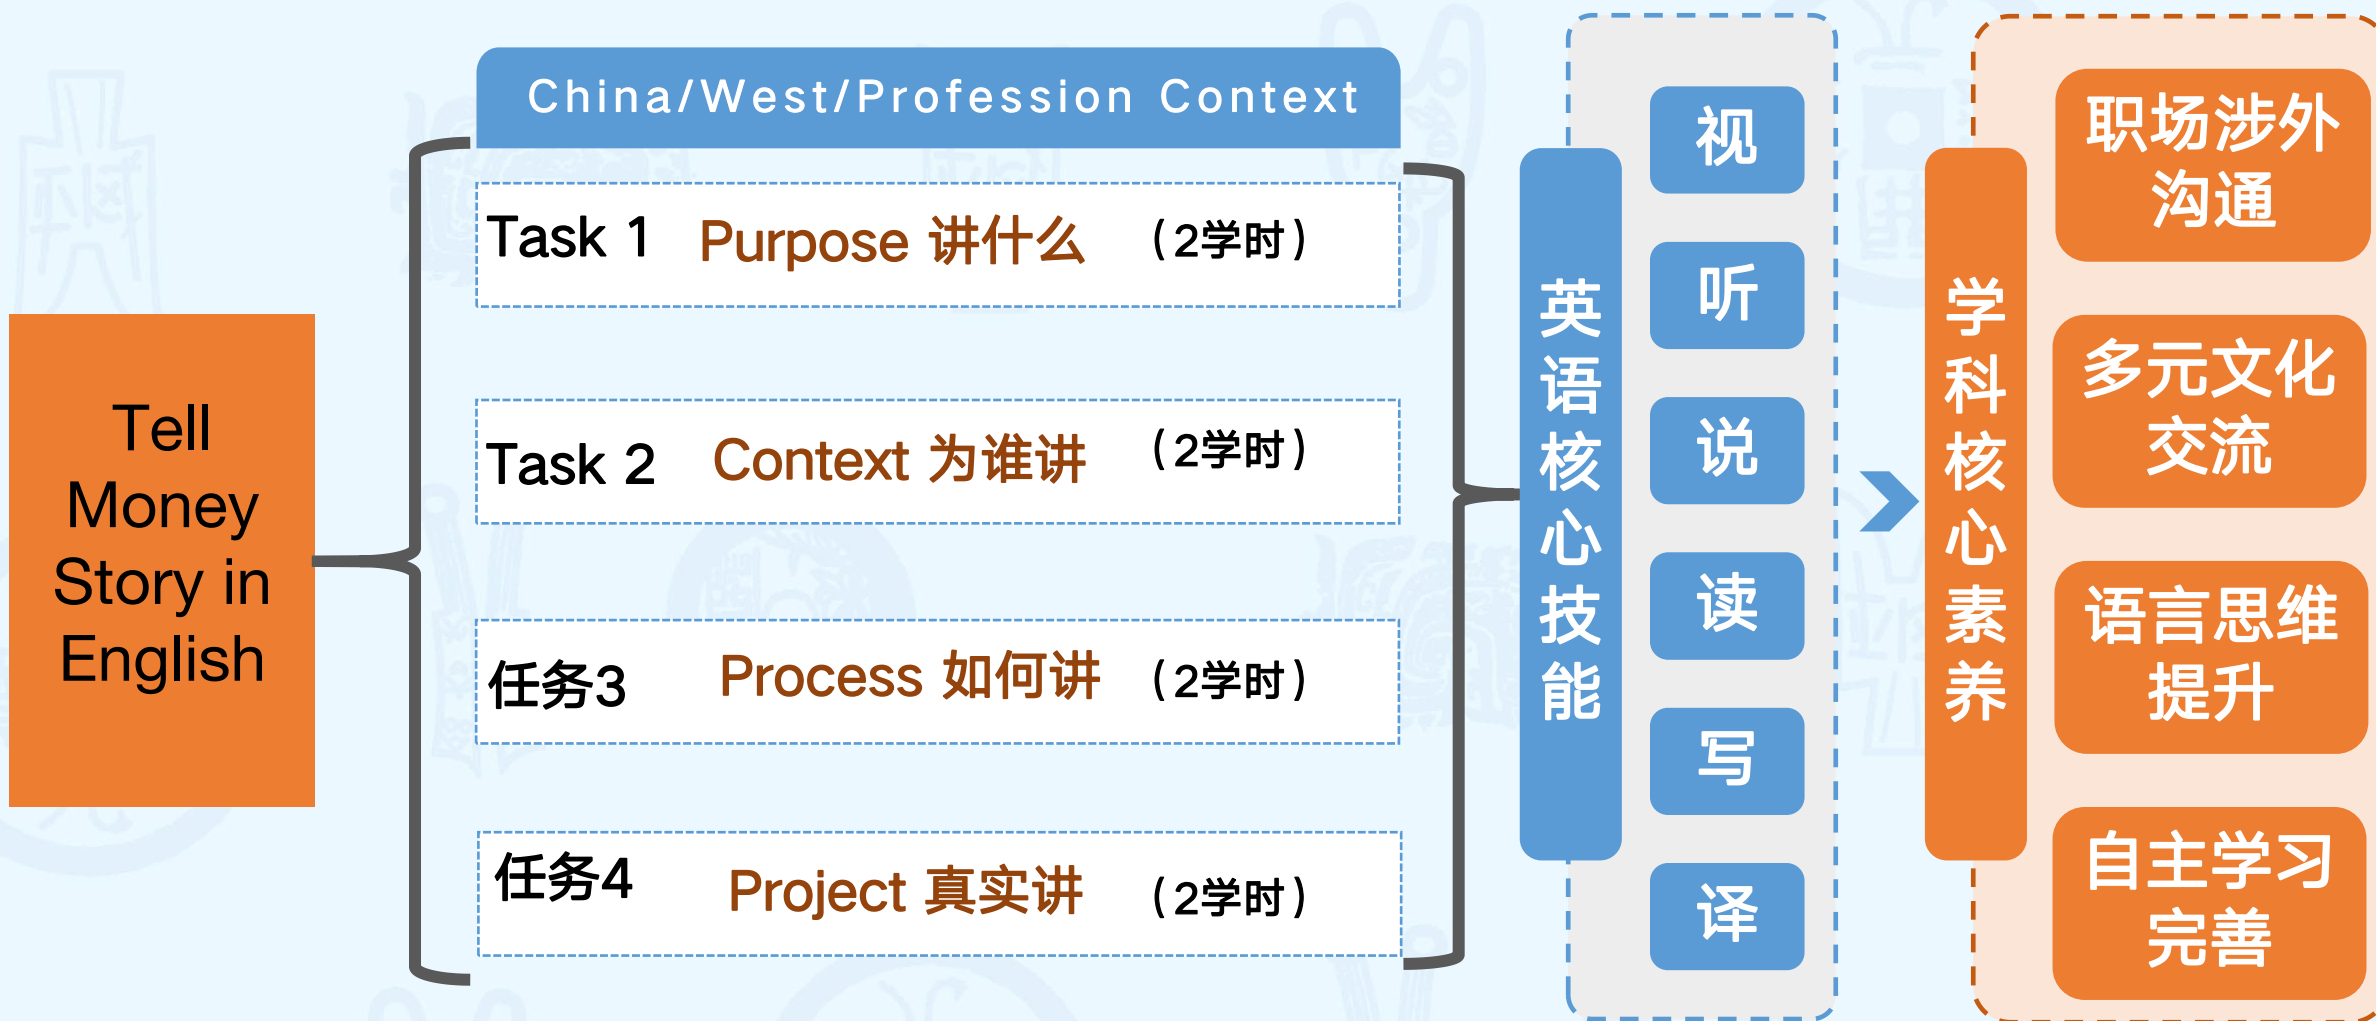 Tell
Money
Story in
English
China/West/Profession Context
Task 1 Purpose 讲什么 (2学时)
Task 2 Context 为谁讲 (2学时)
任务3 Process 如何讲 (2学时)
任务4 Project 真实讲 (2学时)
英语核心技能
视
听
说
读
写
译
学科核心素养
职场涉外
沟通
多元文化
交流
语言思维
提升
自主学习
完善